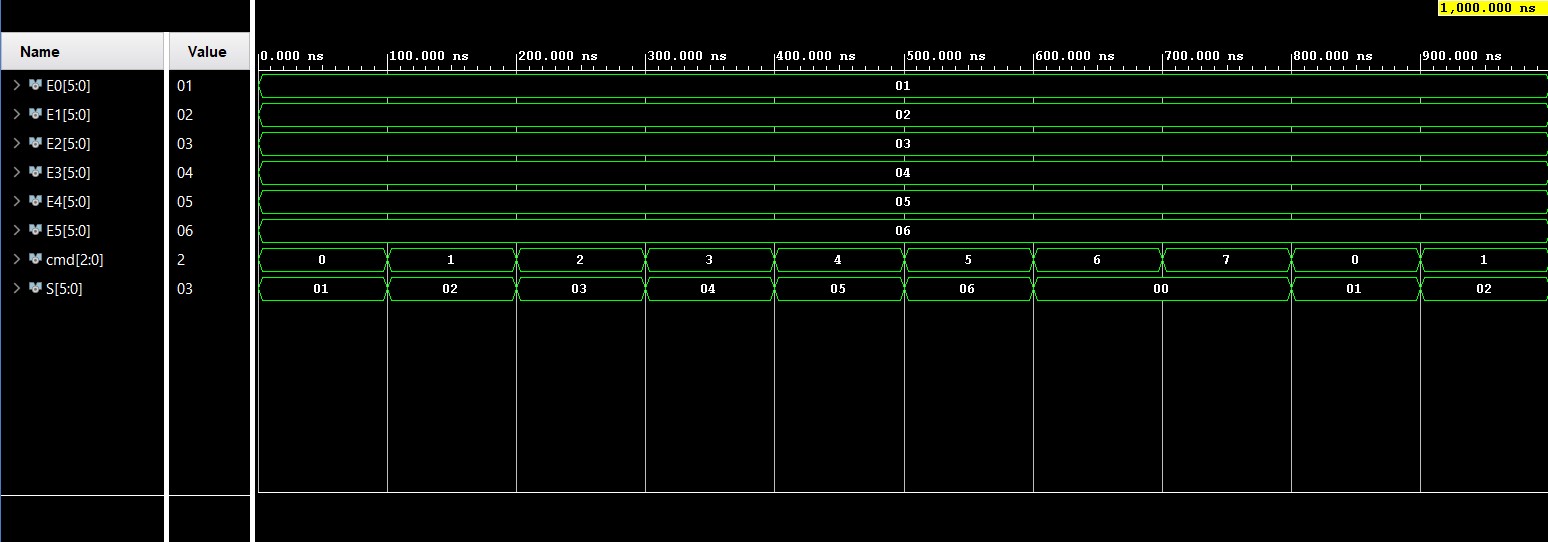 1,000.000 ns
Name Value
0.000 ns 100.000 ns 200.000 ns 300.000 ns 400.000 ns 500.000 ns 600.000 ns 700.000 ns 800.000 ns 900.000 ns
E0[5:0] 01 01
E1[5:0] 02 02
E2[5:0] 03 03
E3[5:0] 04 04
E4[5:0] 05 05
E5[5:0] 06 06
cmd[2:0] 2 0 1 2 3 4 5 6 7 0 1
S[5:0] 03 01 02 03 04 05 06 00 01 02